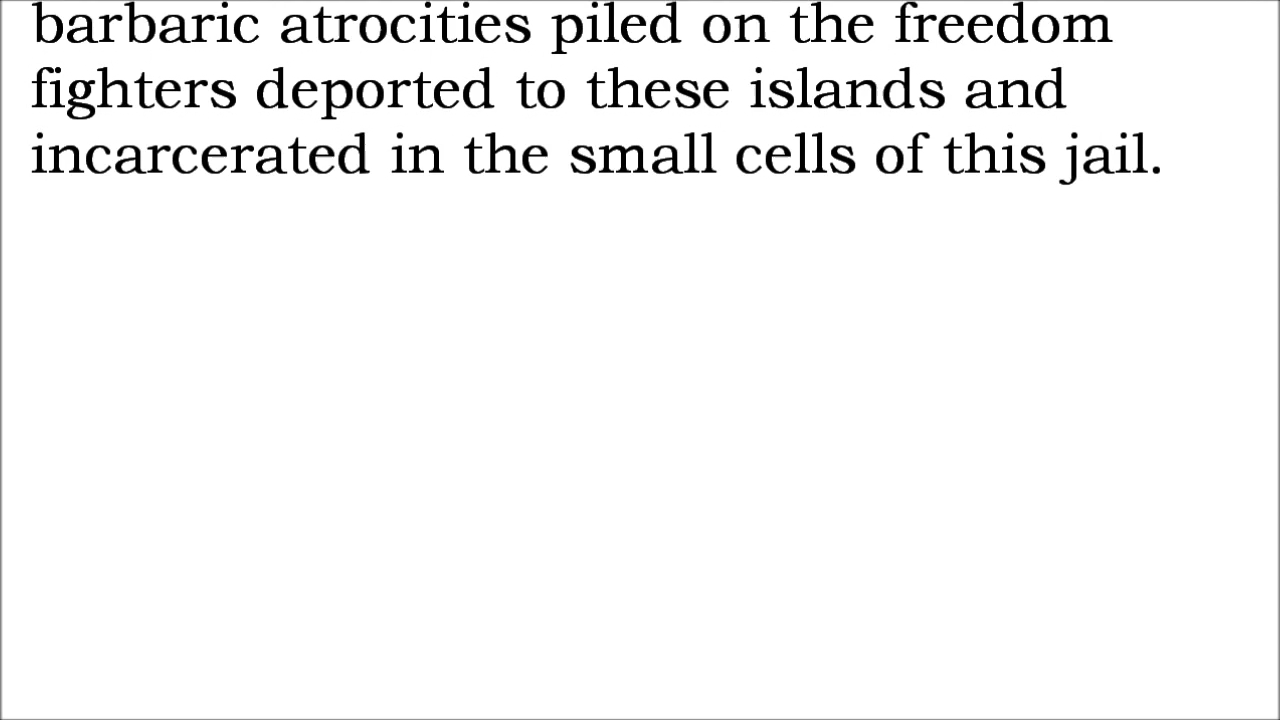 barbaric atrocities piled on the freedom
fighters deported to these islands and
incarcerated in the small cells of this jail.